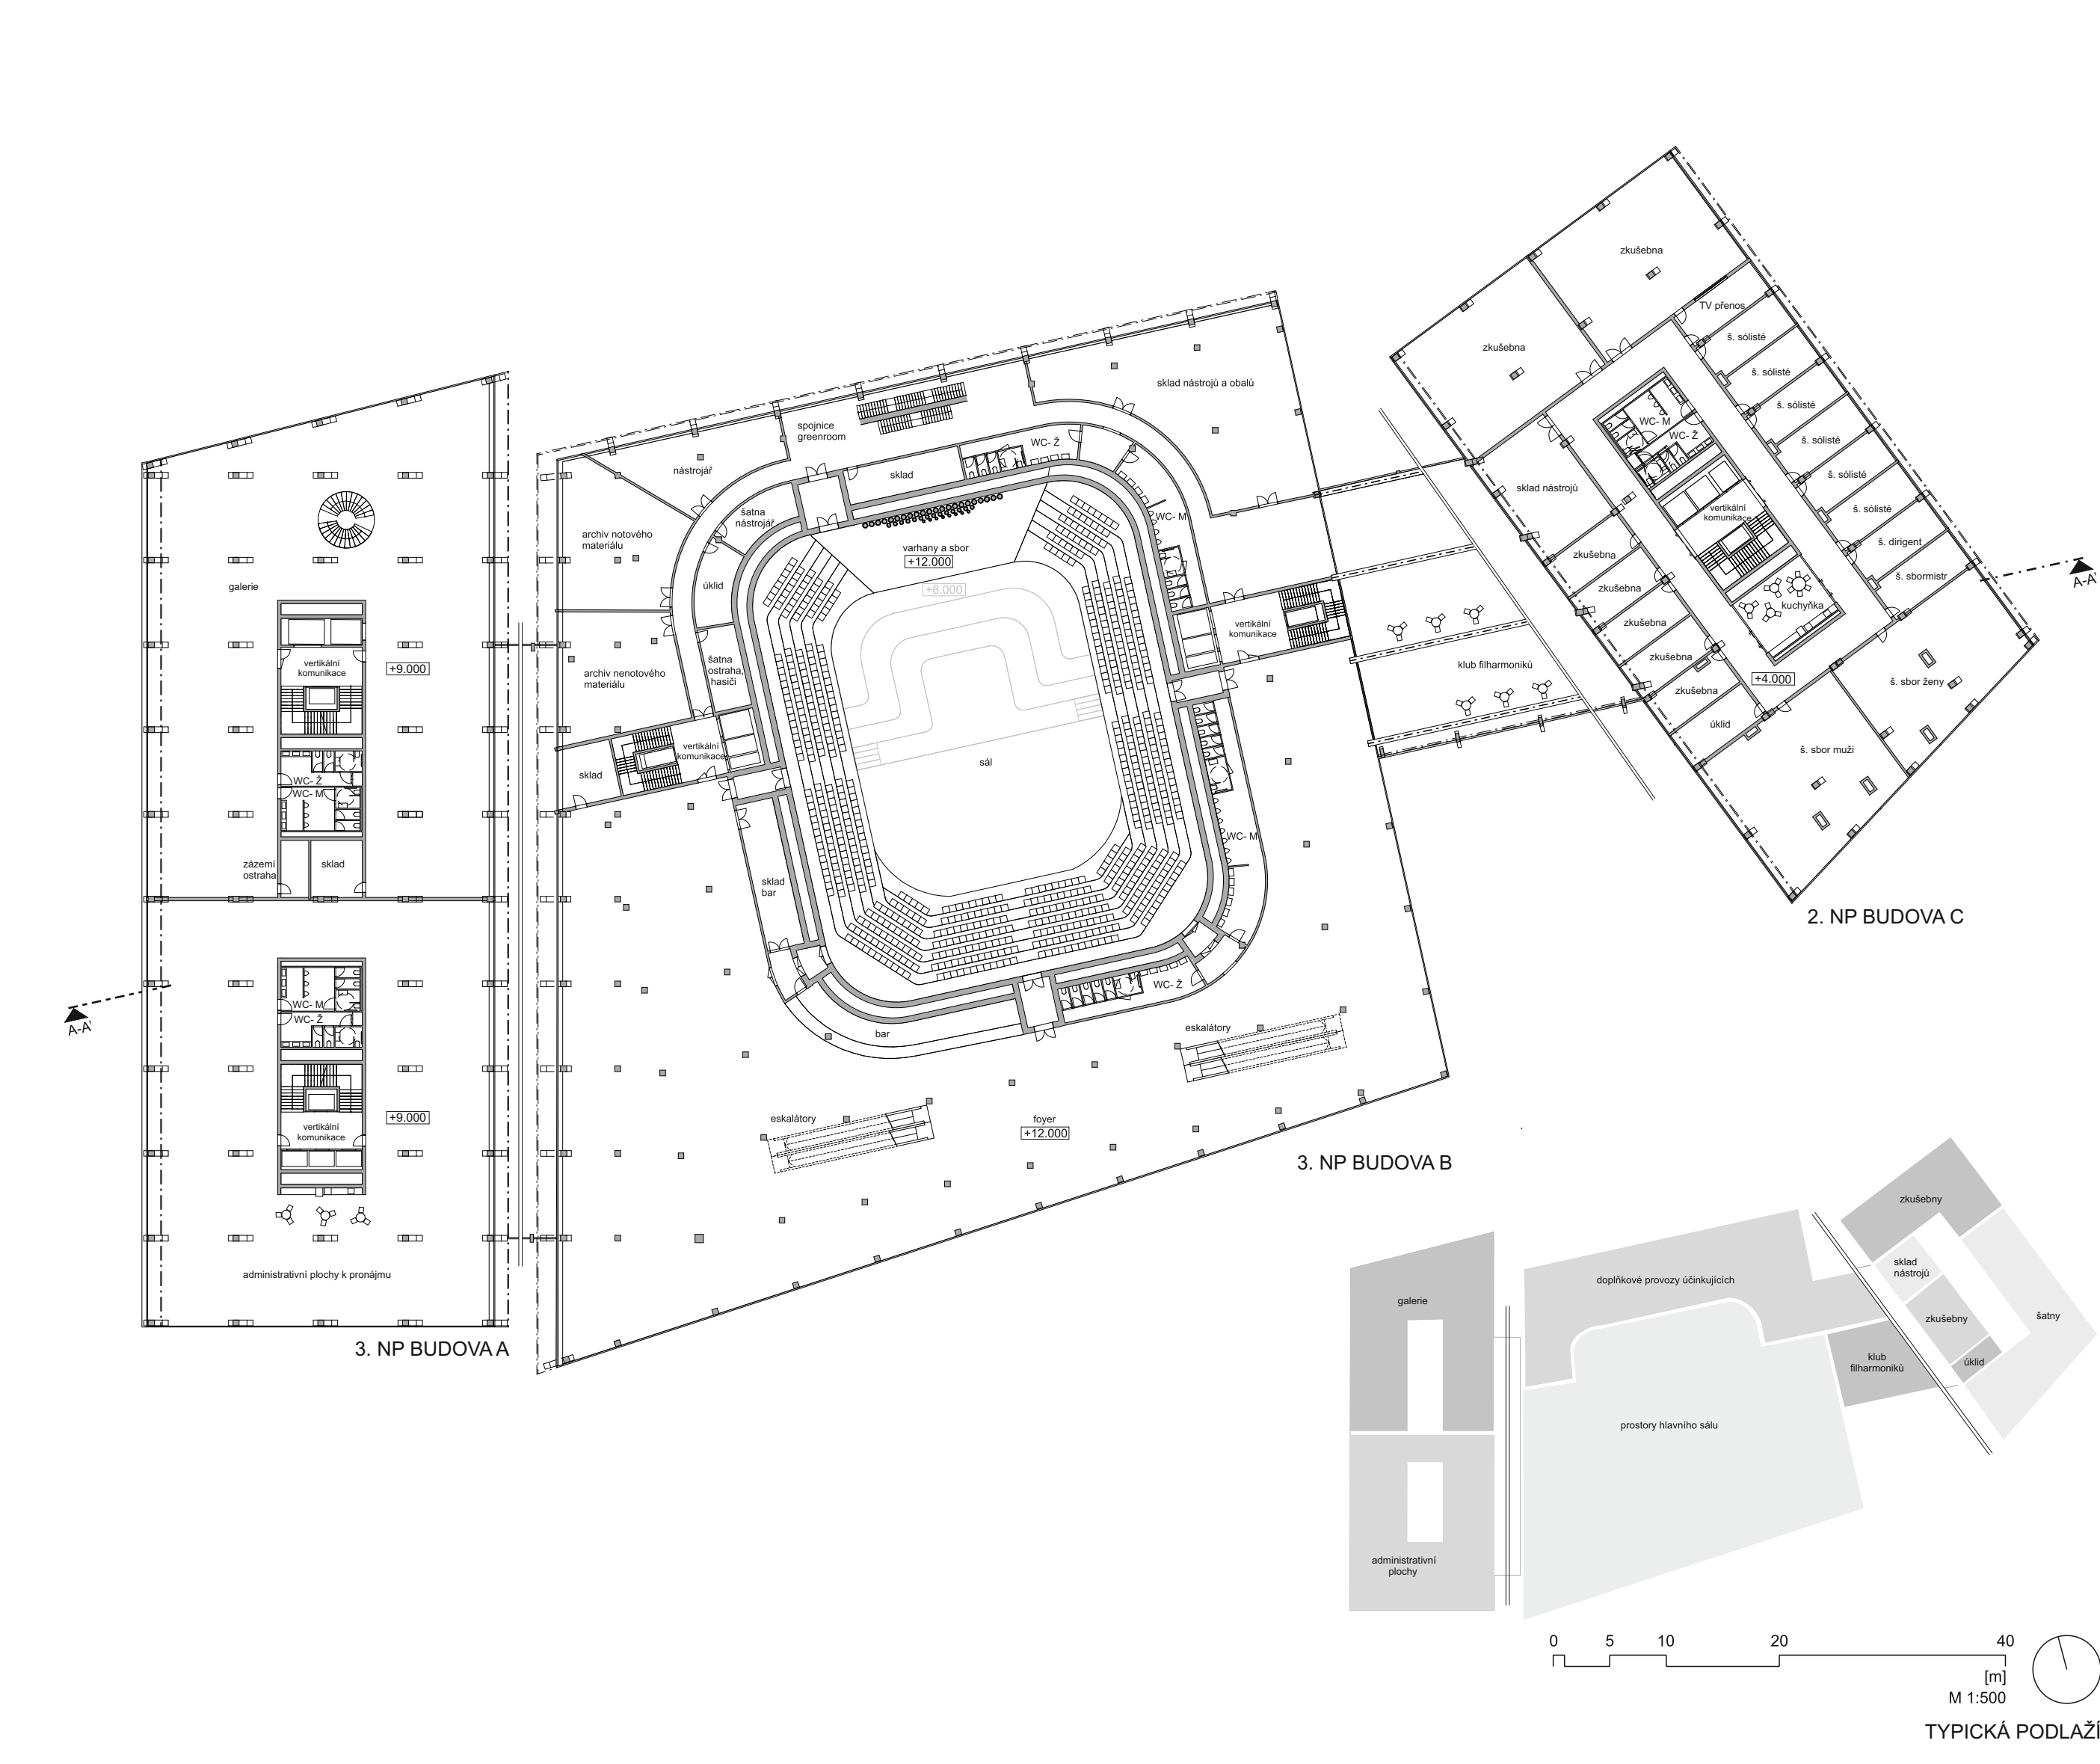 galerie
vertikální
komunikace
+9.000
WC- Ž
WC- M
zázemí
ostraha
sklad
WC- M
WC- Ž
vertikální
komunikace
+9.000
administrativní plochy k pronájmu
3. NP BUDOVA A
A-A'
spojnice
greenroom
nástrojář
sklad nástrojů a obalů
sklad
WC- Ž
šatna
nástrojář
archiv notového
materiálu
varhany a sbor
+12.000
+8.000
WC- M
úklid
šatna
ostraha,
hasiči
archiv nenotového
materiálu
vertikální
komunikace
sklad
vertikální
komunikace
sál
WC- M
sklad
bar
WC- Ž
bar
eskalátory
eskalátory
foyer
+12.000
3. NP BUDOVA B
klub filharmoniků
zkušebna
zkušebna
TV přenos
š. sólisté
š. sólisté
š. sólisté
š. sólisté
š. sólisté
š. sólisté
š. dirigent
š. sbormistr
WC- M
WC- Ž
sklad nástrojů
vertikální
komunikace
zkušebna
zkušebna
zkušebna
zkušebna
zkušebna
úklid
kuchyňka
+4.000
š. sbor ženy
š. sbor muži
A-A'
2. NP BUDOVA C
zkušebny
sklad
nástrojů
doplňkové provozy účinkujících
galerie
zkušebny
šatny
klub
filharmoniků
úklid
prostory hlavního sálu
administrativní
plochy
0 5 10 20 40
[m]
M 1:500
TYPICKÁ PODLAŽÍ